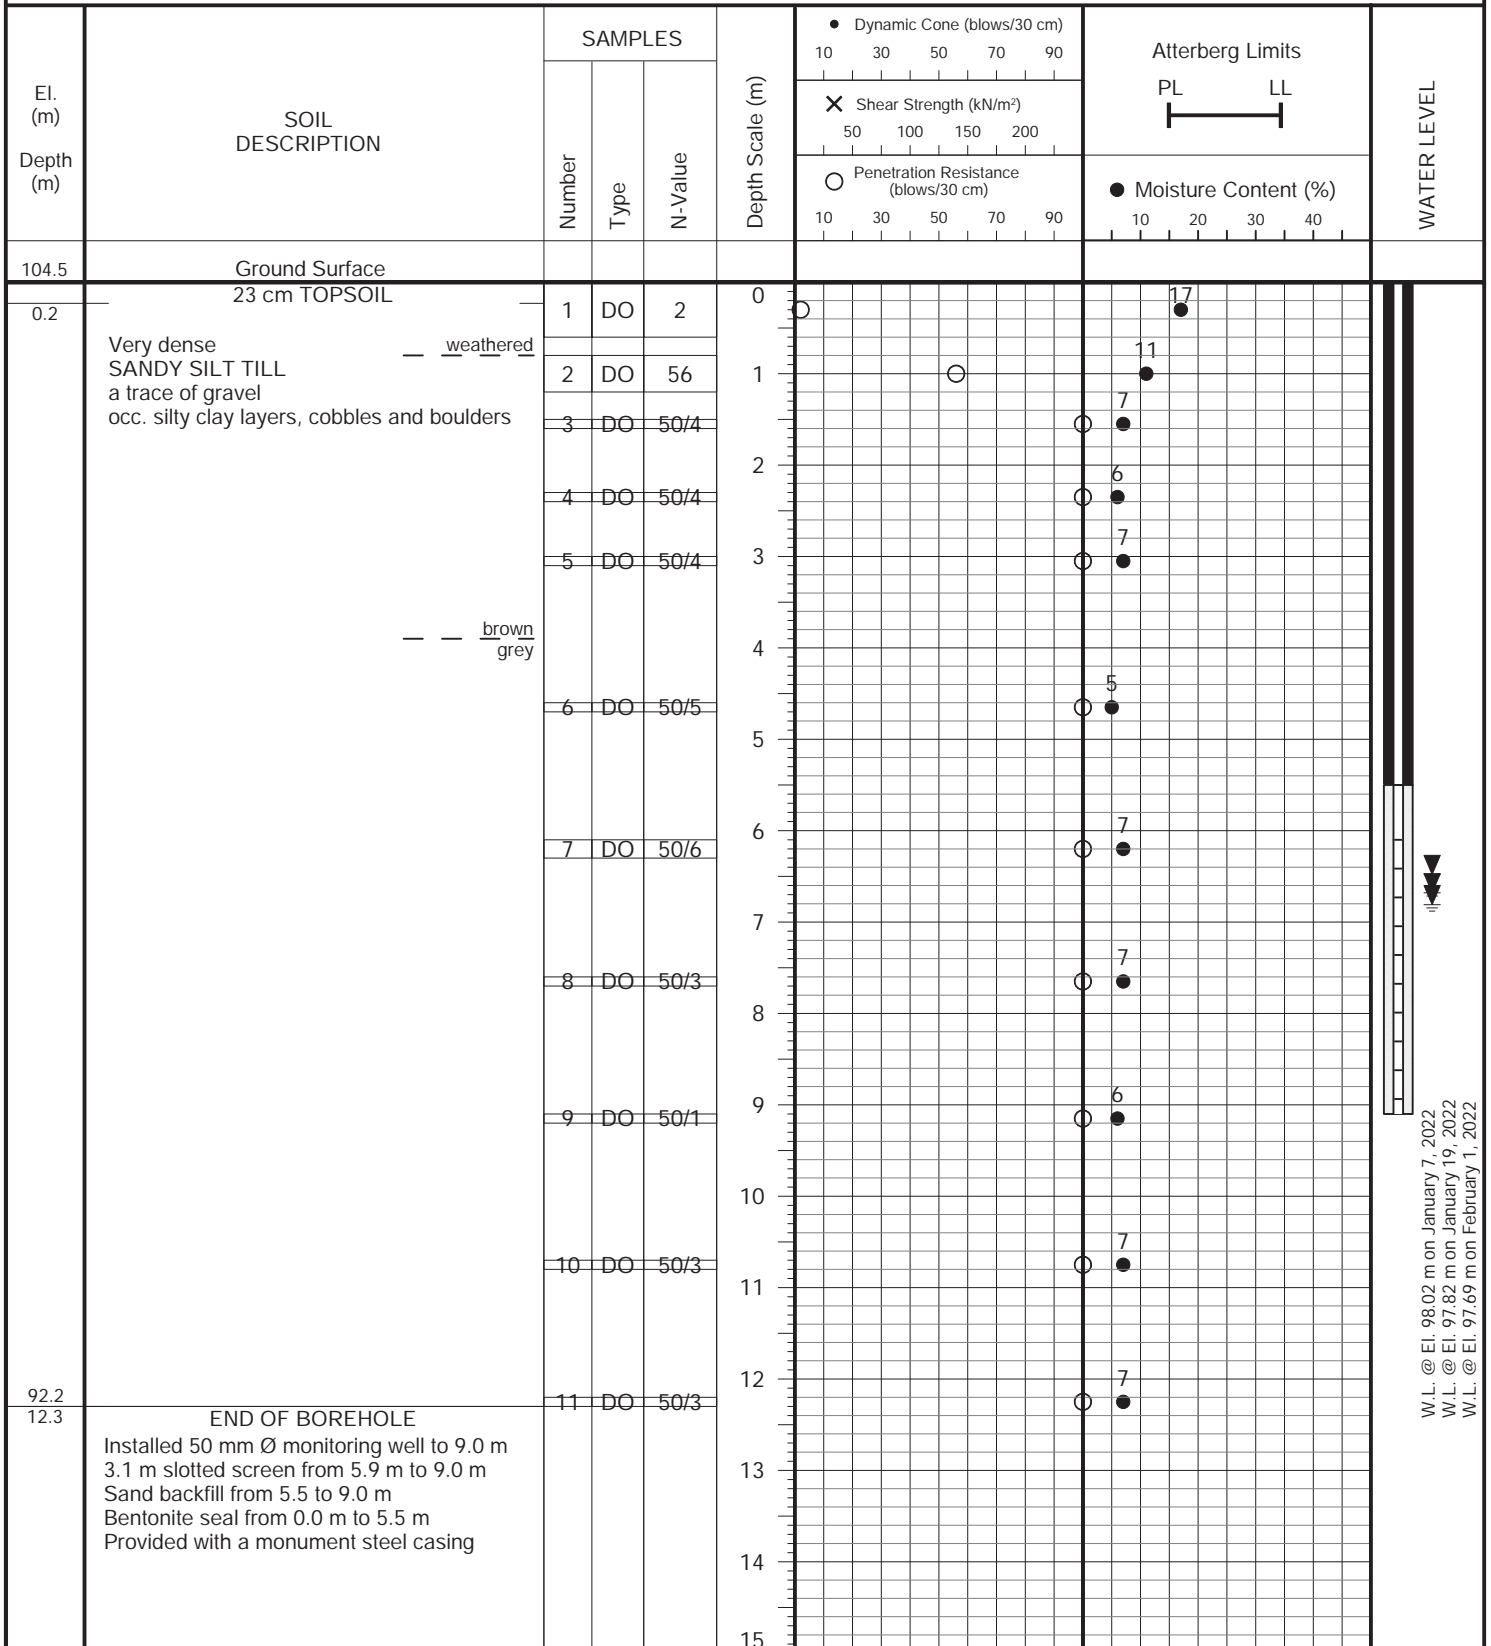 El.
(m)
Depth
(m)
SOIL
DESCRIPTION
SAMPLES
Number
Type
N-Value
Depth Scale (m)
Dynamic Cone (blows/30 cm)
10 30 50 70 90
Shear Strength (kN/m²)
50 100 150 200
Penetration Resistance
(blows/30 cm)
10 30 50 70 90
Atterberg Limits
PL LL
Moisture Content (%)
10 20 30 40
WATER LEVEL
104.5 Ground Surface
23 cm TOPSOIL
0.2
1 DO 2
0
17
Very dense
weathered
SANDY SILT TILL
a trace of gravel
occ. silty clay layers, cobbles and boulders
2 DO 56
1
11
3 DO 50/4
7
2
4 DO 50/4
6
5 DO 50/4
3
7
brown
grey
4
6 DO 50/5
5
5
6
7 DO 50/6
7
7
8 DO 50/3
7
8
9
9 DO 50/1
6
10
10 DO 50/3
7
11
12
92.2
12.3
11 DO 50/3
7
END OF BOREHOLE
Installed 50 mm Ø monitoring well to 9.0 m
3.1 m slotted screen from 5.9 m to 9.0 m
Sand backfill from 5.5 to 9.0 m
Bentonite seal from 0.0 m to 5.5 m
Provided with a monument steel casing
13
14
15
W.L. @ El. 98.02 m on January 7, 2022
W.L. @ El. 97.82 m on January 19, 2022
W.L. @ El. 97.69 m on February 1, 2022